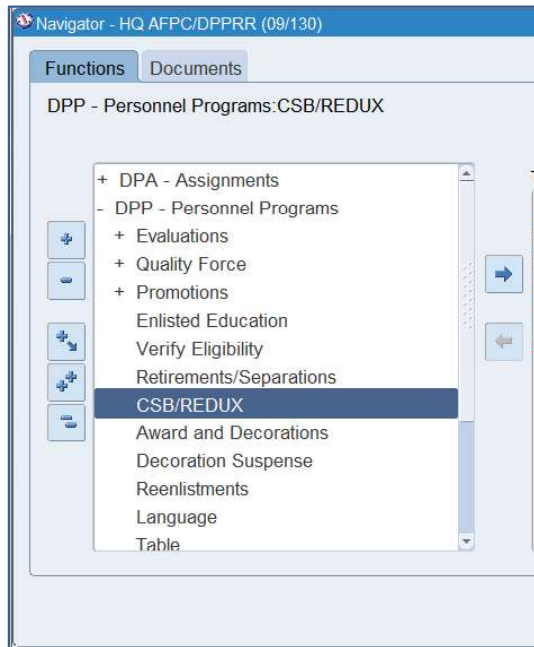 Navigator - HQ AFPC/DPPRR (09/130)
Functions Documents
DPP - Personnel Programs:CSB/REDUX
+ DPA - Assignments
- DPP - Personnel Programs
+ Evaluations
+ Quality Force
+ Promotions
Enlisted Education
Verify Eligibility
Retirements/Separations
CSB/REDUX
Award and Decorations
Decoration Suspense
Reenlistments
Language
Table